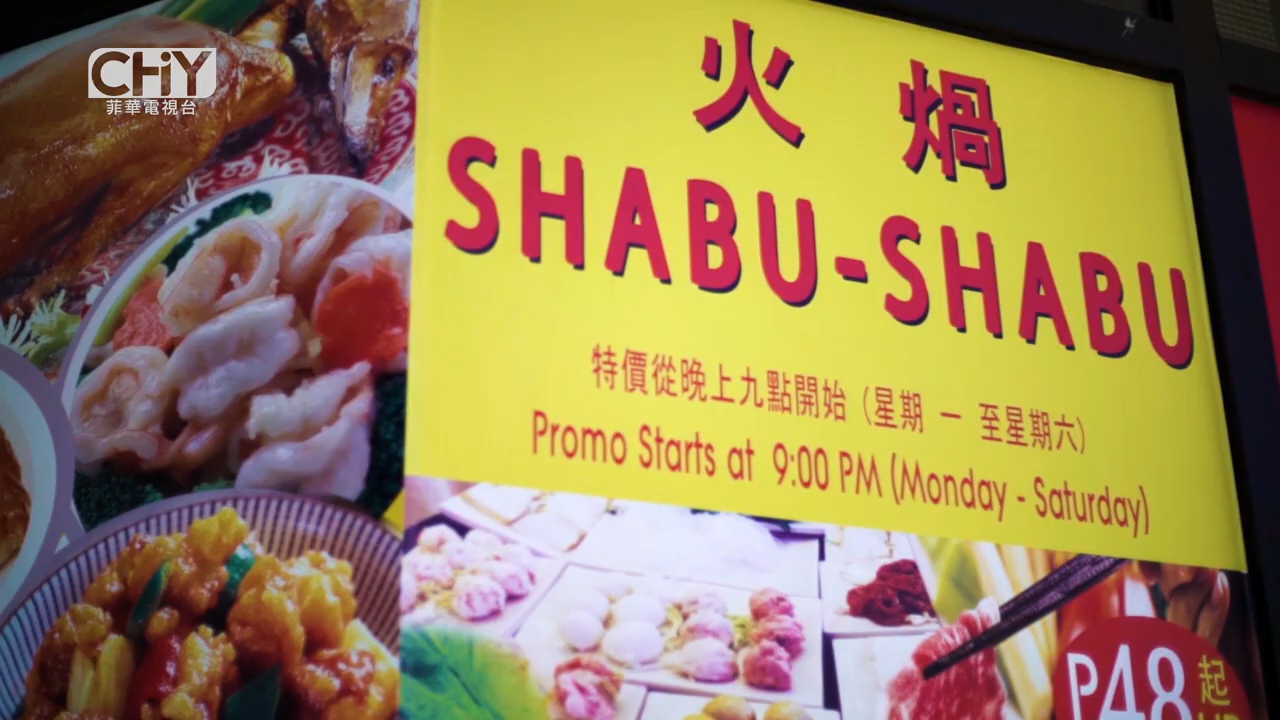 CHiY
菲華電視台
火 煱
SHABU-SHABU
特價從晚上九點開始 (星期 一 至星期六)
Promo Starts at 9:00 PM (Monday - Saturday)
P48 起